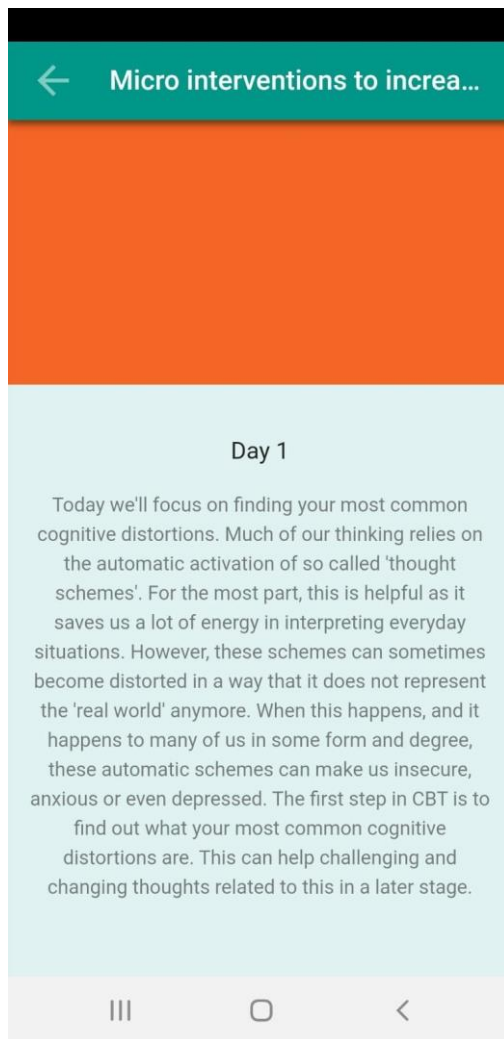 Micro interventions to increa...
Day 1
Today we'll focus on finding your most common
cognitive distortions. Much of our thinking relies on
the automatic activation of so called 'thought
schemes'. For the most part, this is helpful as it
saves us a lot of energy in interpreting everyday
situations. However, these schemes can sometimes
become distorted in a way that it does not represent
the 'real world' anymore. When this happens, and it
happens to many of us in some form and degree,
these automatic schemes can make us insecure,
anxious or even depressed. The first step in CBT is to
find out what your most common cognitive
distortions are. This can help challenging and
changing thoughts related to this in a later stage.